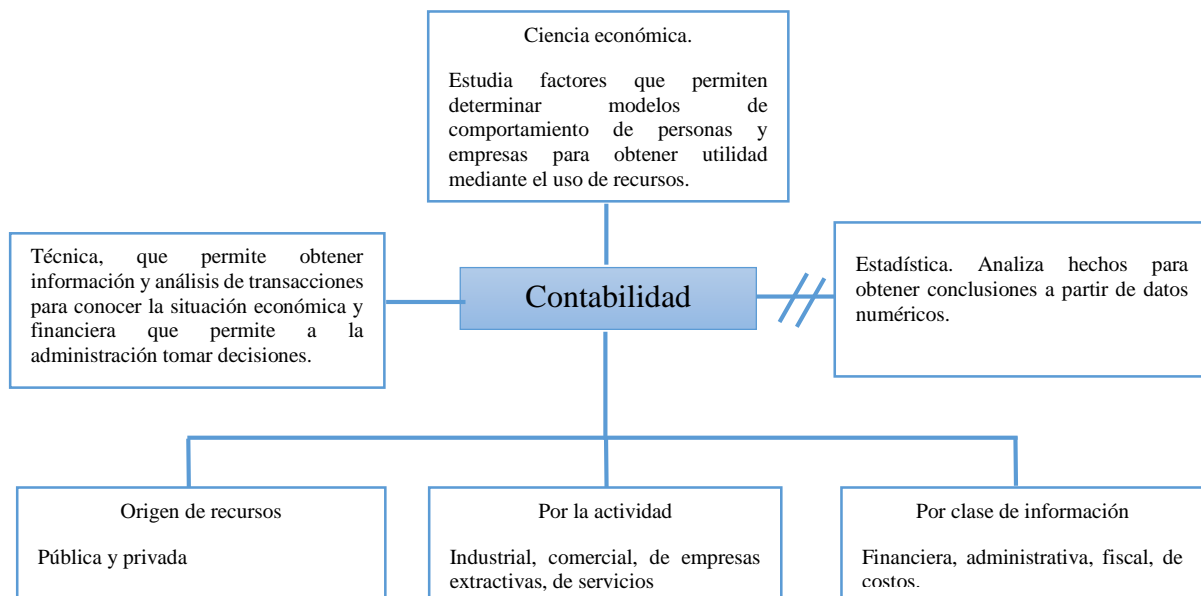 Ciencia económica.
Estudia factores que permiten
determinar modelos de
comportamiento de personas y
empresas para obtener utilidad
mediante el uso de recursos.
Técnica, que permite obtener
información y análisis de transacciones
para conocer la situación económica y
financiera que permite a la
administración tomar decisiones.
Contabilidad
Estadística. Analiza hechos para
obtener conclusiones a partir de datos
numéricos.
Origen de recursos
Pública y privada
Por la actividad
Industrial, comercial, de empresas
extractivas, de servicios
Por clase de información
Financiera, administrativa, fiscal, de
costos.